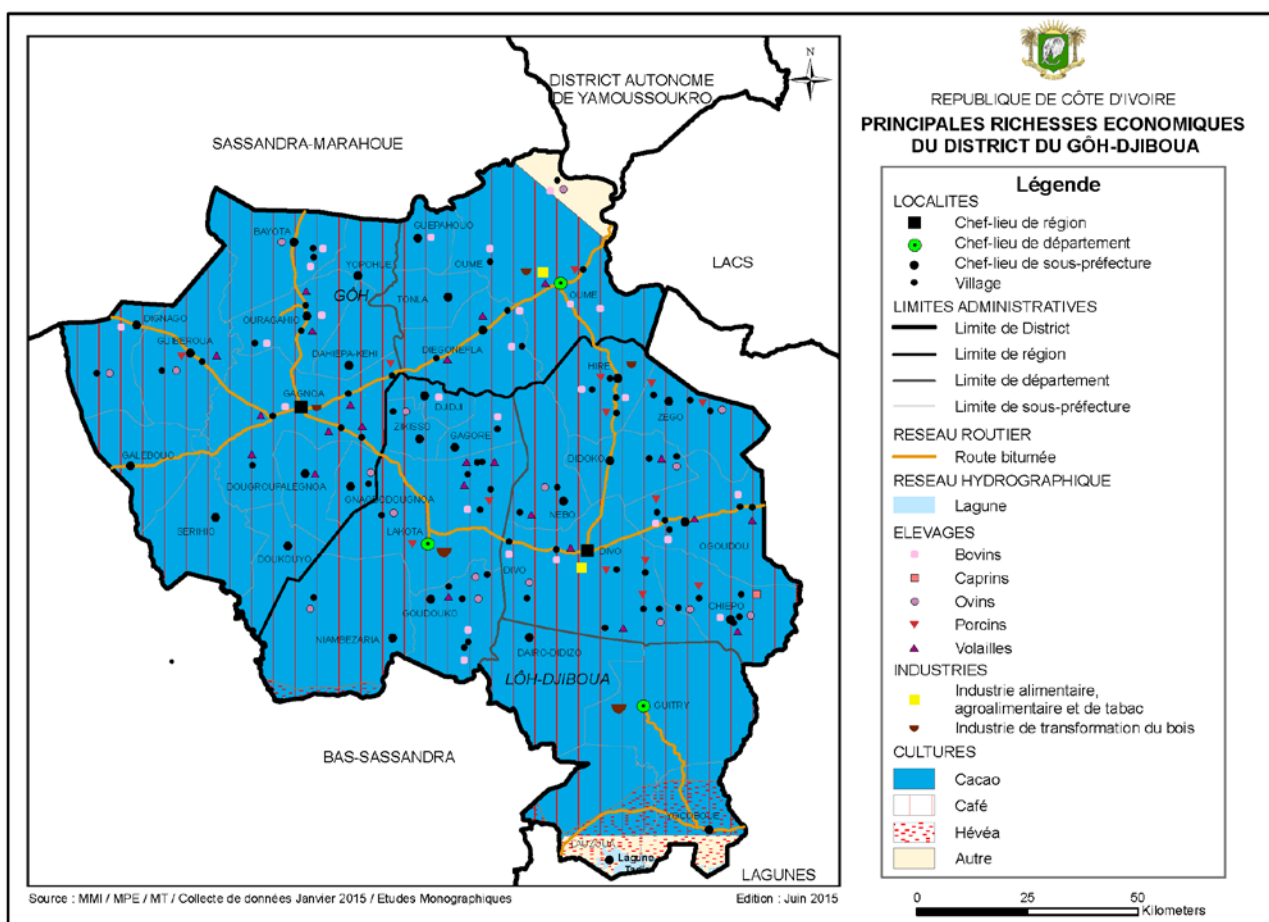 REPUBLIQUE DE CÔTE D'IVOIRE
PRINCIPALES RICHESSES ECONOMIQUES
DU DISTRICT DU GÔH-DJIBOUA
Légende
LOCALITES
Chef-lieu de région
Chef-lieu de département
Chef-lieu de sous-préfecture
Village
LIMITES ADMINISTRATIVES
Limite de District
Limite de région
Limite de département
Limite de sous-préfecture
RESEAU ROUTIER
Route bitumée
RESEAU HYDROGRAPHIQUE
Lagune
ELEVAGES
Bovins
Caprins
Ovins
Porcins
Volailles
INDUSTRIES
Industrie alimentaire,
agroalimentaire et de tabac
Industrie de transformation du bois
CULTURES
Cacao
Café
Hévéa
Autre
0 25 50
Kilometers
N
DISTRICT AUTONOME
DE YAMOUSSOUKRO
SASSANDRA-MARAHOUE
LACS
BAYOTA
GUEPAHOUO
YOPOHUE
OUME
GÔH
TONLA
OUME
OURAGAHIO
DIGNAGO
GUIBEROUA
DAHIEPA-KEHI
DIEGONEFLA
HIRE
GAGNOA
DJIDJI
ZEGO
ZIKISSO
GAGORE
GALEBOUO
DIDOKO
DOUGROUPALEGNOA
GNAGBODOUGNOA
SERIHIO
NEBO
LAKOTA
DOUKOUYO
DIVO
OGOUDOU
DIVO
GOUDOUKO
CHIEPO
NIAMBEZARIA
DAIRO-DIDIZO
LÔH-DJIBOUA
GUITRY
BAS-SASSANDRA
Lagune
LAGUNES
Source : MMI / MPE / MT / Collecte de données Janvier 2015 / Etudes Monographiques
Edition : Juin 2015